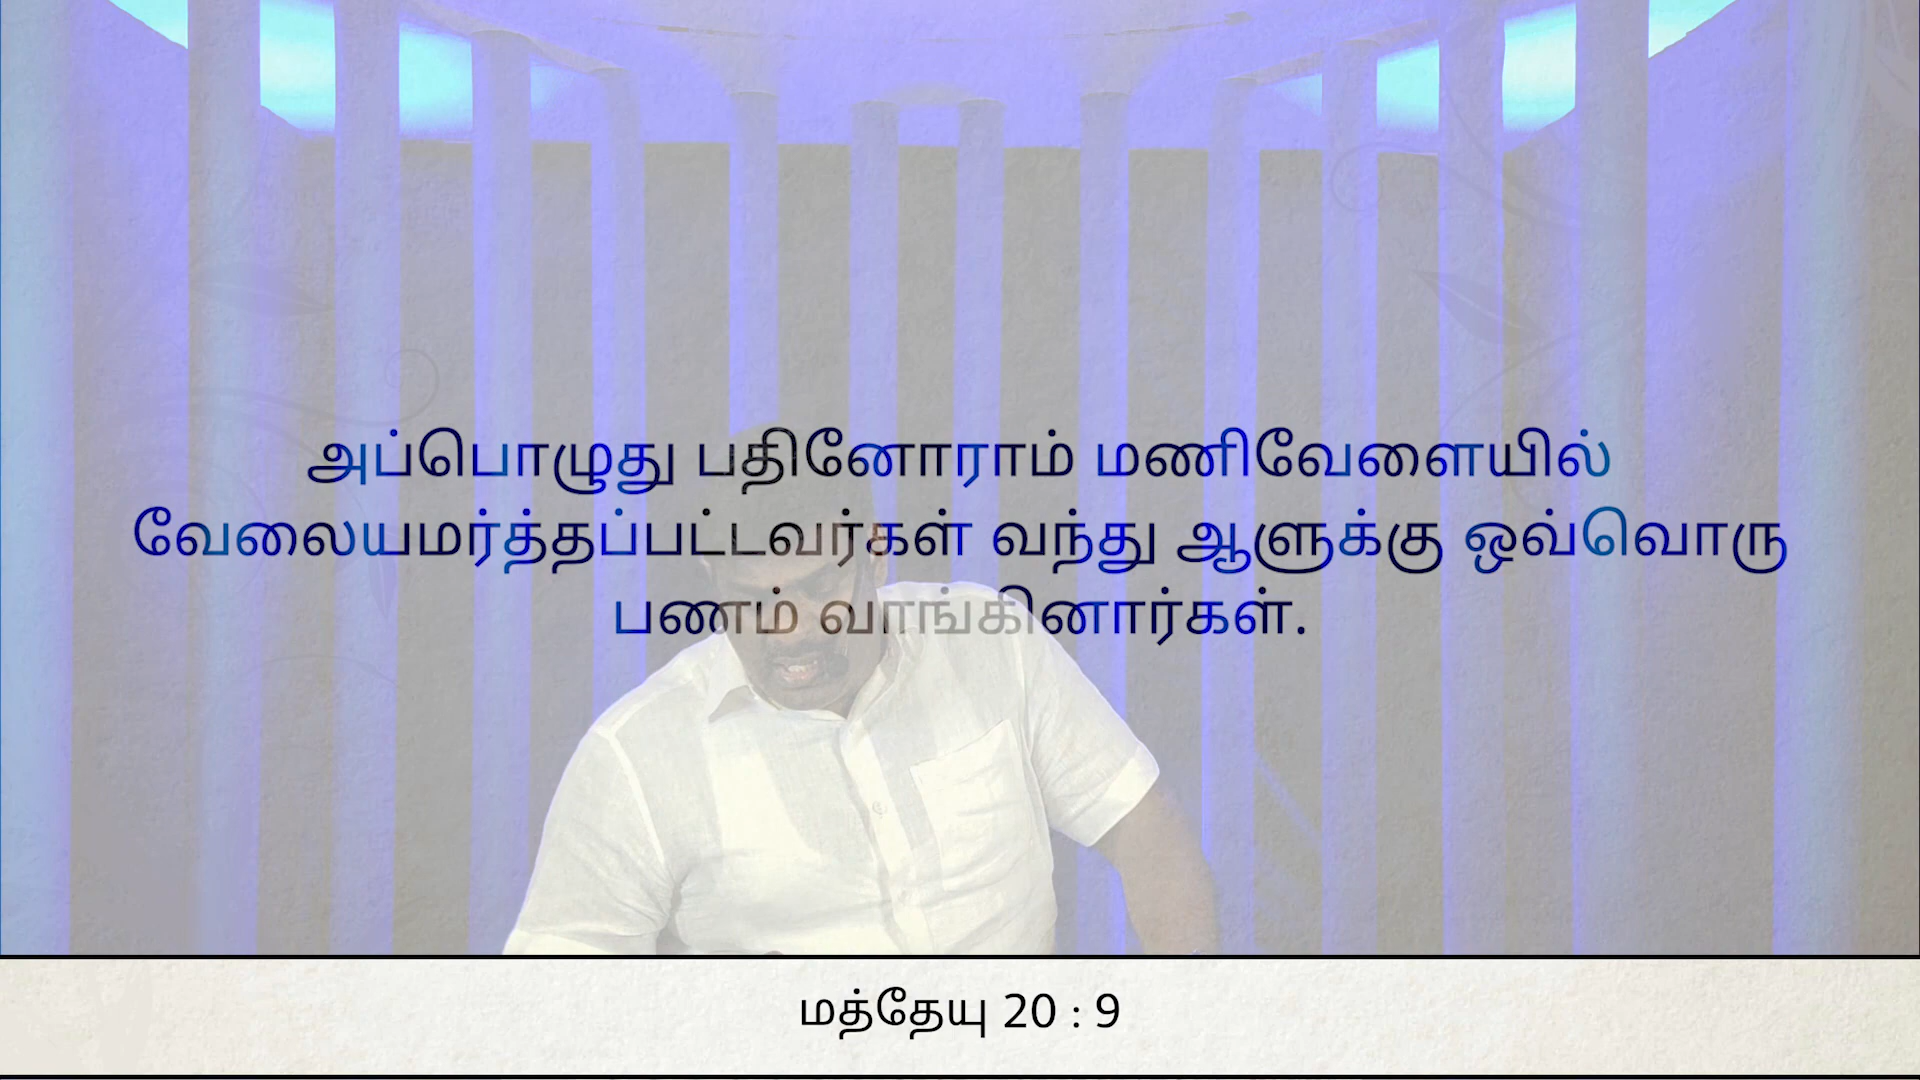 அப்பொழுது பதினோராம் மணிவேளையில்
வேலையமர்த்தப்பட்டவர்கள் வந்து ஆளுக்கு ஒவ்வொரு
பணம் வாங்கினார்கள்.
மத்தேயு 20 : 9